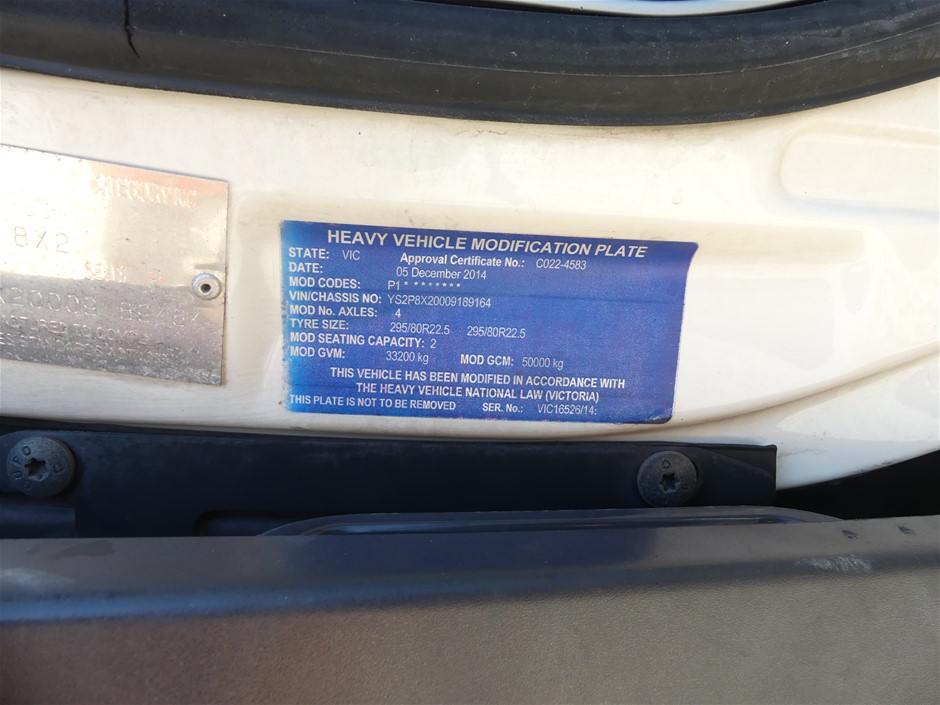 CATEGORY NC
8X2
HEAVY VEHICLE MODIFICATION PLATE
STATE: VIC Approval Certificate No.: C022-4583
DATE: 05 December 2014
MOD CODES: P1* *******
VIN/CHASSIS NO: YS2P8X20009189164
MOD No. AXLES: 4
TYRE SIZE: 295/80R22.5 295/80R22.5
MOD SEATING CAPACITY: 2
MOD GVM: 33200 kg MOD GCM: 50000 kg
THIS VEHICLE HAS BEEN MODIFIED IN ACCORDANCE WITH
THE HEAVY VEHICLE NATIONAL LAW (VICTORIA)
THIS PLATE IS NOT TO BE REMOVED SER. No.: VIC16526/14: